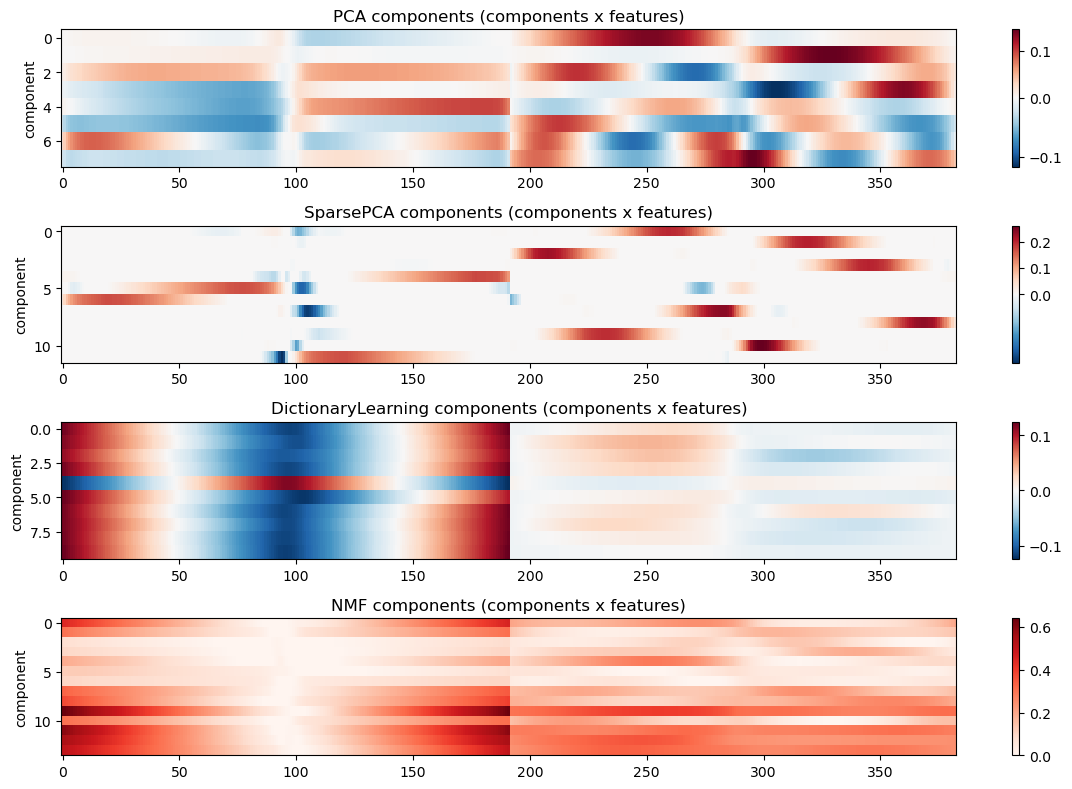 PCA components (components x features)
component
0
2
4
6
0 50 100 150 200 250 300 350
0.1
0.0
−0.1
SparsePCA components (components x features)
component
0
5
10
0 50 100 150 200 250 300 350
0.2
0.1
0.0
DictionaryLearning components (components x features)
component
0.0
2.5
5.0
7.5
0 50 100 150 200 250 300 350
0.1
0.0
−0.1
NMF components (components x features)
component
0
5
10
0 50 100 150 200 250 300 350
0.6
0.4
0.2
0.0